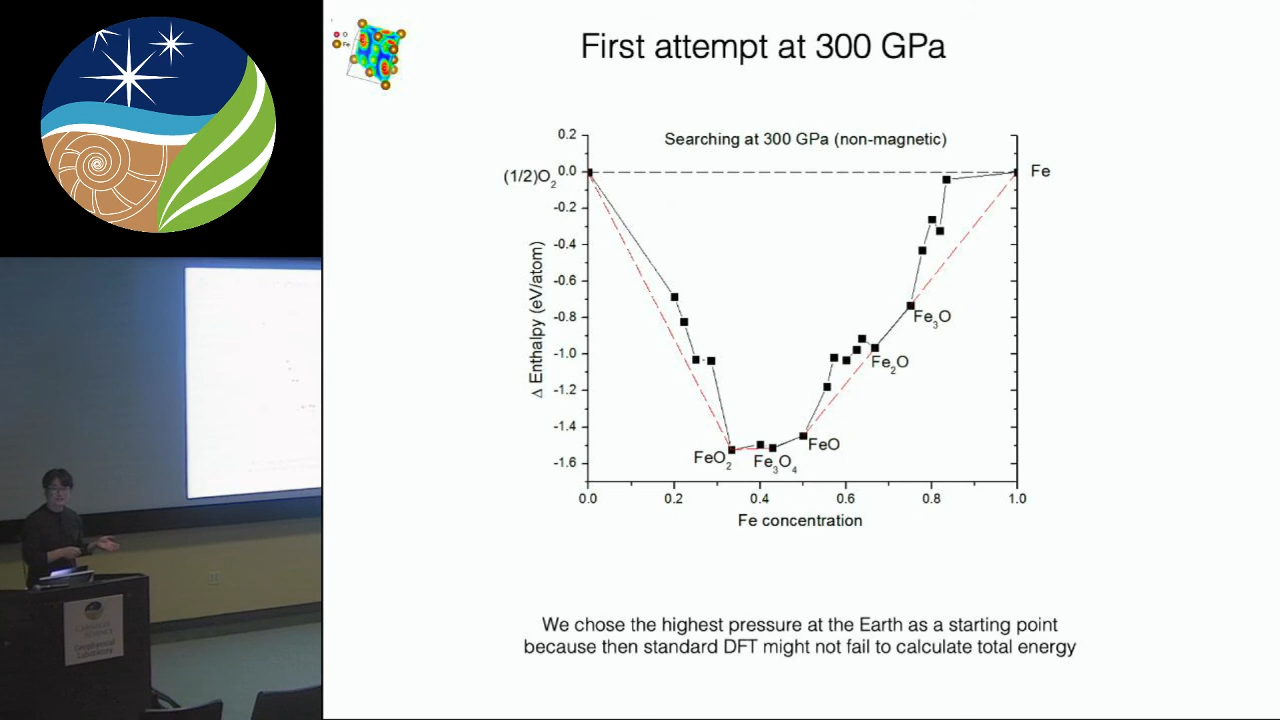 First attempt at 300 GPa
O
Fe
Searching at 300 GPa (non-magnetic)
0.2
0.0
-0.2
-0.4
-0.6
-0.8
-1.0
-1.2
-1.4
-1.6
Δ Enthalpy (eV/atom)
(1/2)O₂
Fe
Fe₃O
Fe₂O
FeO
FeO₂
Fe₃O₄
0.0 0.2 0.4 0.6 0.8 1.0
Fe concentration
We chose the highest pressure at the Earth as a starting point
because then standard DFT might not fail to calculate total energy
Geophysical
Laboratory